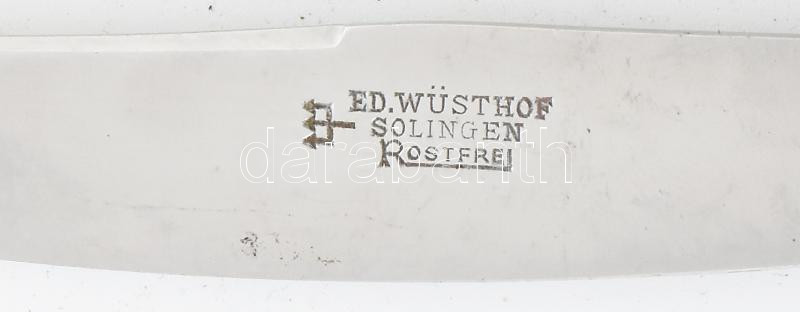 ED.WÜSTHOF
SOLINGEN
ROSTFREI
darabanth